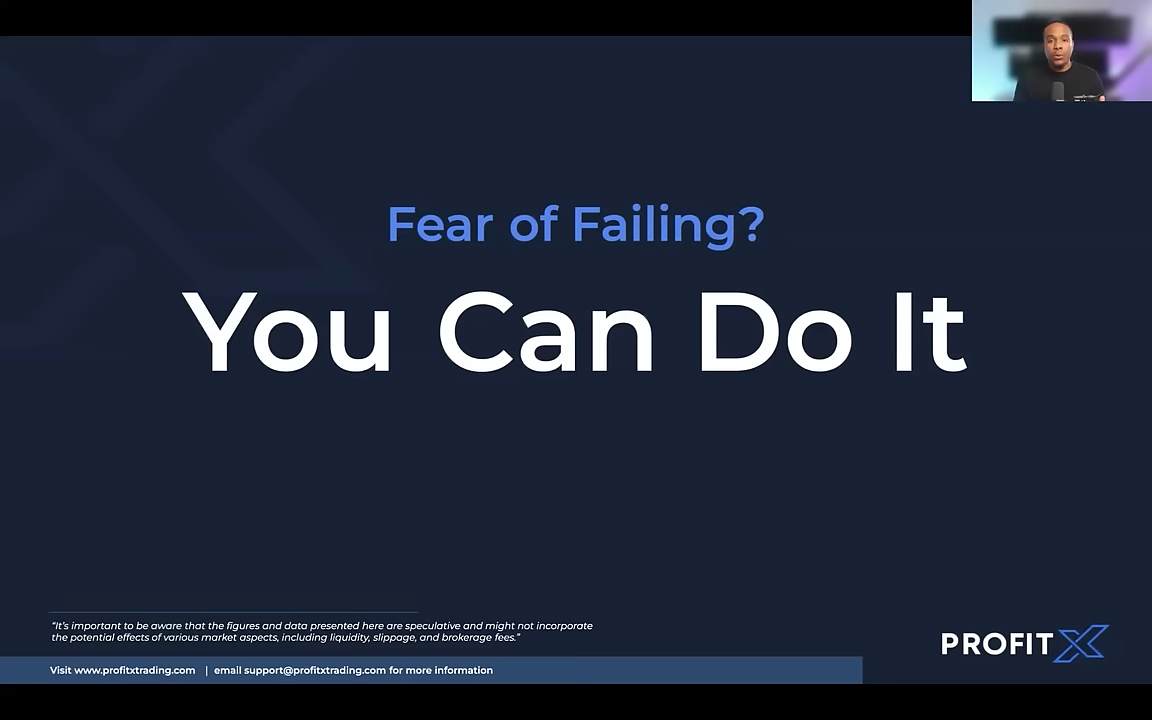 Fear of Failing?
You Can Do It
“It’s important to be aware that the figures and data presented here are speculative and might not incorporate
the potential effects of various market aspects, including liquidity, slippage, and brokerage fees.”
Visit www.profitxtrading.com | email support@profitxtrading.com for more information
PROFIT X